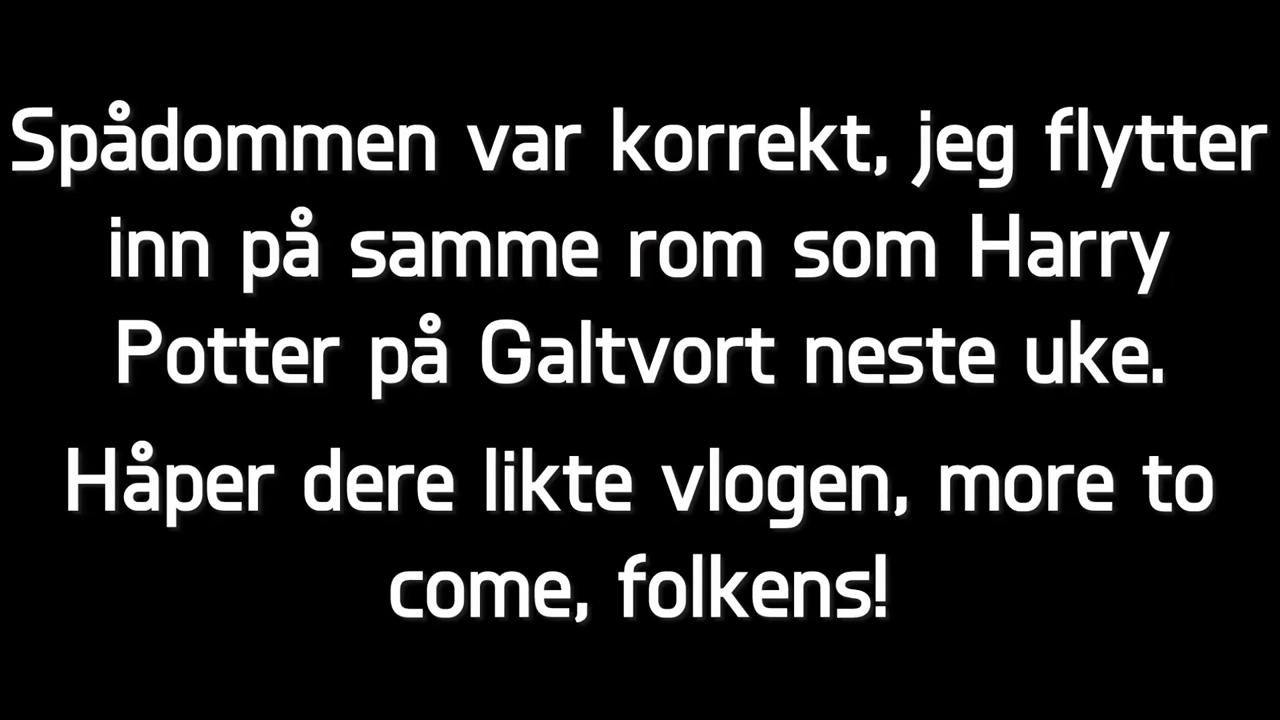 Spådommen var korrekt, jeg flytter
inn på samme rom som Harry
Potter på Galtvort neste uke.
Håper dere likte vlogen, more to
come, folkens!